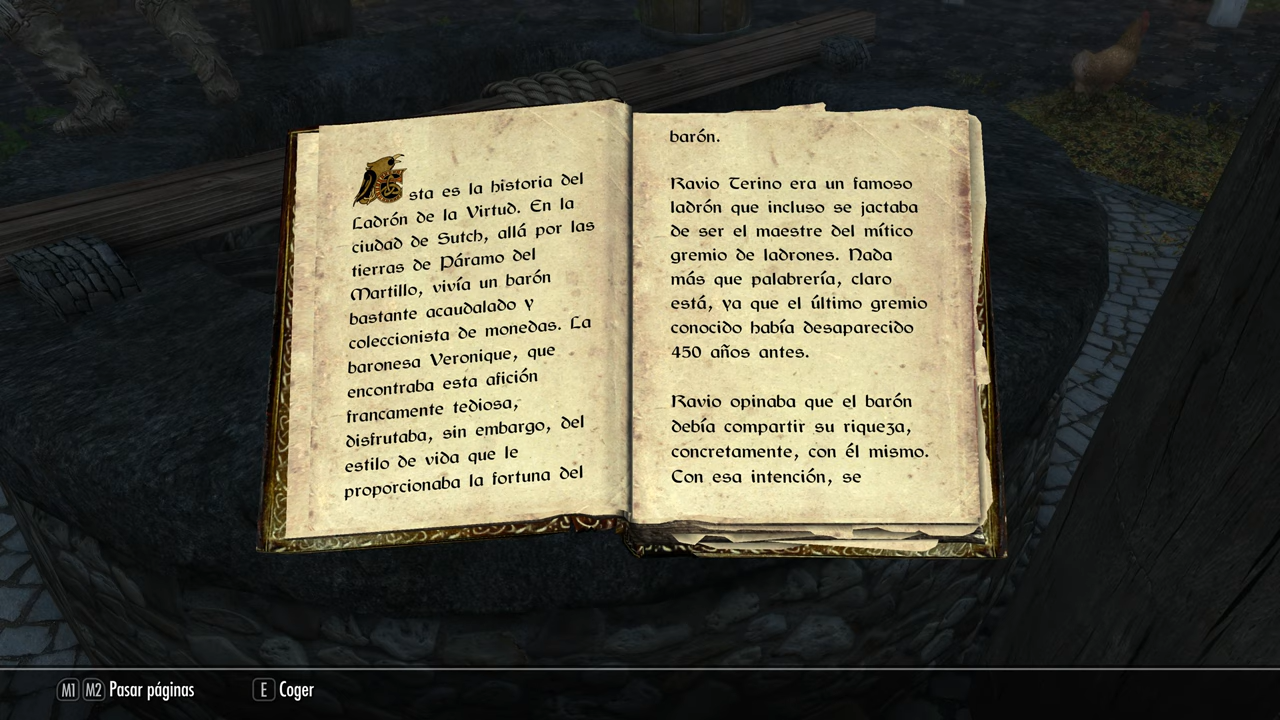 Esta es la historia del
Ladrón de la Virtud. En la
ciudad de Sutch, allá por las
tierras de Páramo del
Martillo, vivía un barón
bastante acaudalado y
coleccionista de monedas. La
baronesa Veronique, que
encontraba esta afición
francamente tediosa,
disfrutaba, sin embargo, del
estilo de vida que le
proporcionaba la fortuna del
barón.
Ravio Terino era un famoso
ladrón que incluso se jactaba
de ser el maestre del mítico
gremio de ladrones. Nada
más que palabrería, claro
está, ya que el último gremio
conocido había desaparecido
450 años antes.
Ravio opinaba que el barón
debía compartir su riqueza,
concretamente, con él mismo.
Con esa intención, se
M1 M2 Pasar páginas
E Coger